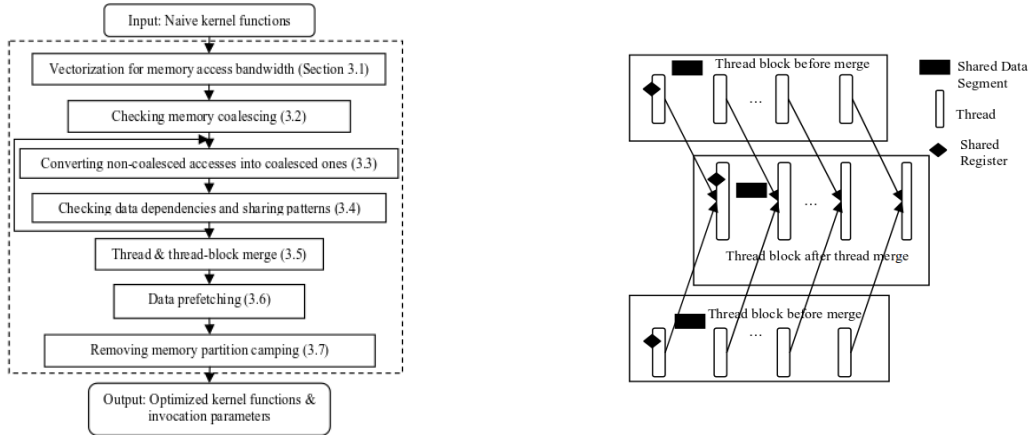 Input: Naive kernel functions
Vectorization for memory access bandwidth (Section 3.1)
Checking memory coalescing (3.2)
Converting non-coalesced accesses into coalesced ones (3.3)
Checking data dependencies and sharing patterns (3.4)
Thread & thread-block merge (3.5)
Data prefetching (3.6)
Removing memory partition camping (3.7)
Output: Optimized kernel functions &
invocation parameters
Thread block before merge
...
...
Thread block after thread merge
Thread block before merge
...
Shared Data
Segment
Thread
Shared
Register